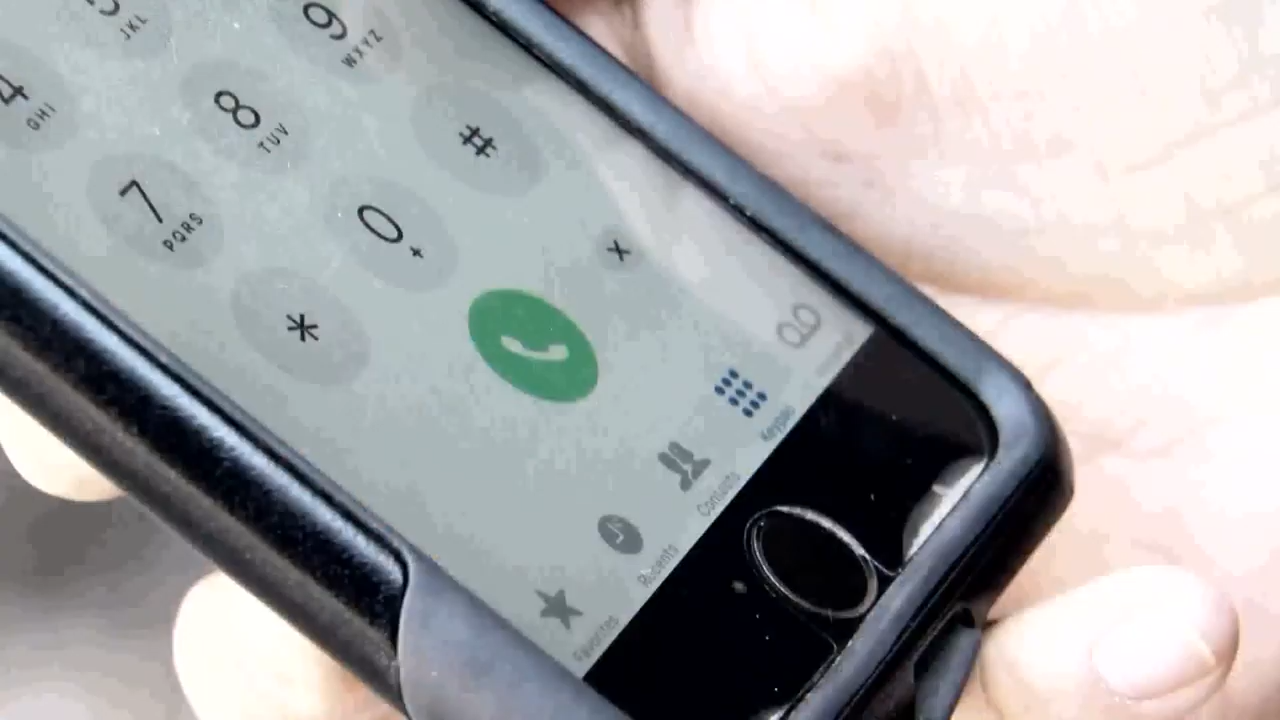 4 GHI
JKL
7 PQRS
8 TUV
9 WXYZ
*
0 +
#
Favorites
Recents
Contacts
Keypad